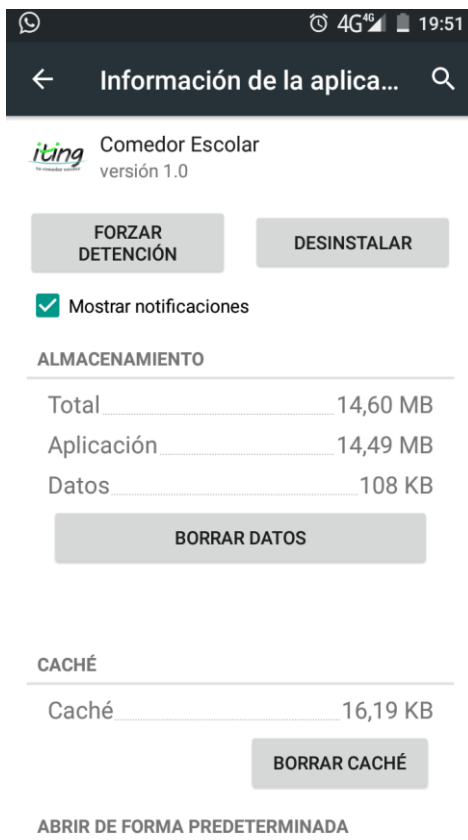 4G 4G 19:51
Información de la aplica...
iting
Comedor Escolar
versión 1.0
FORZAR
DETENCIÓN
DESINSTALAR
Mostrar notificaciones
ALMACENAMIENTO
Total 14,60 MB
Aplicación 14,49 MB
Datos 108 KB
BORRAR DATOS
CACHÉ
Caché 16,19 KB
BORRAR CACHÉ
ABRIR DE FORMA PREDETERMINADA